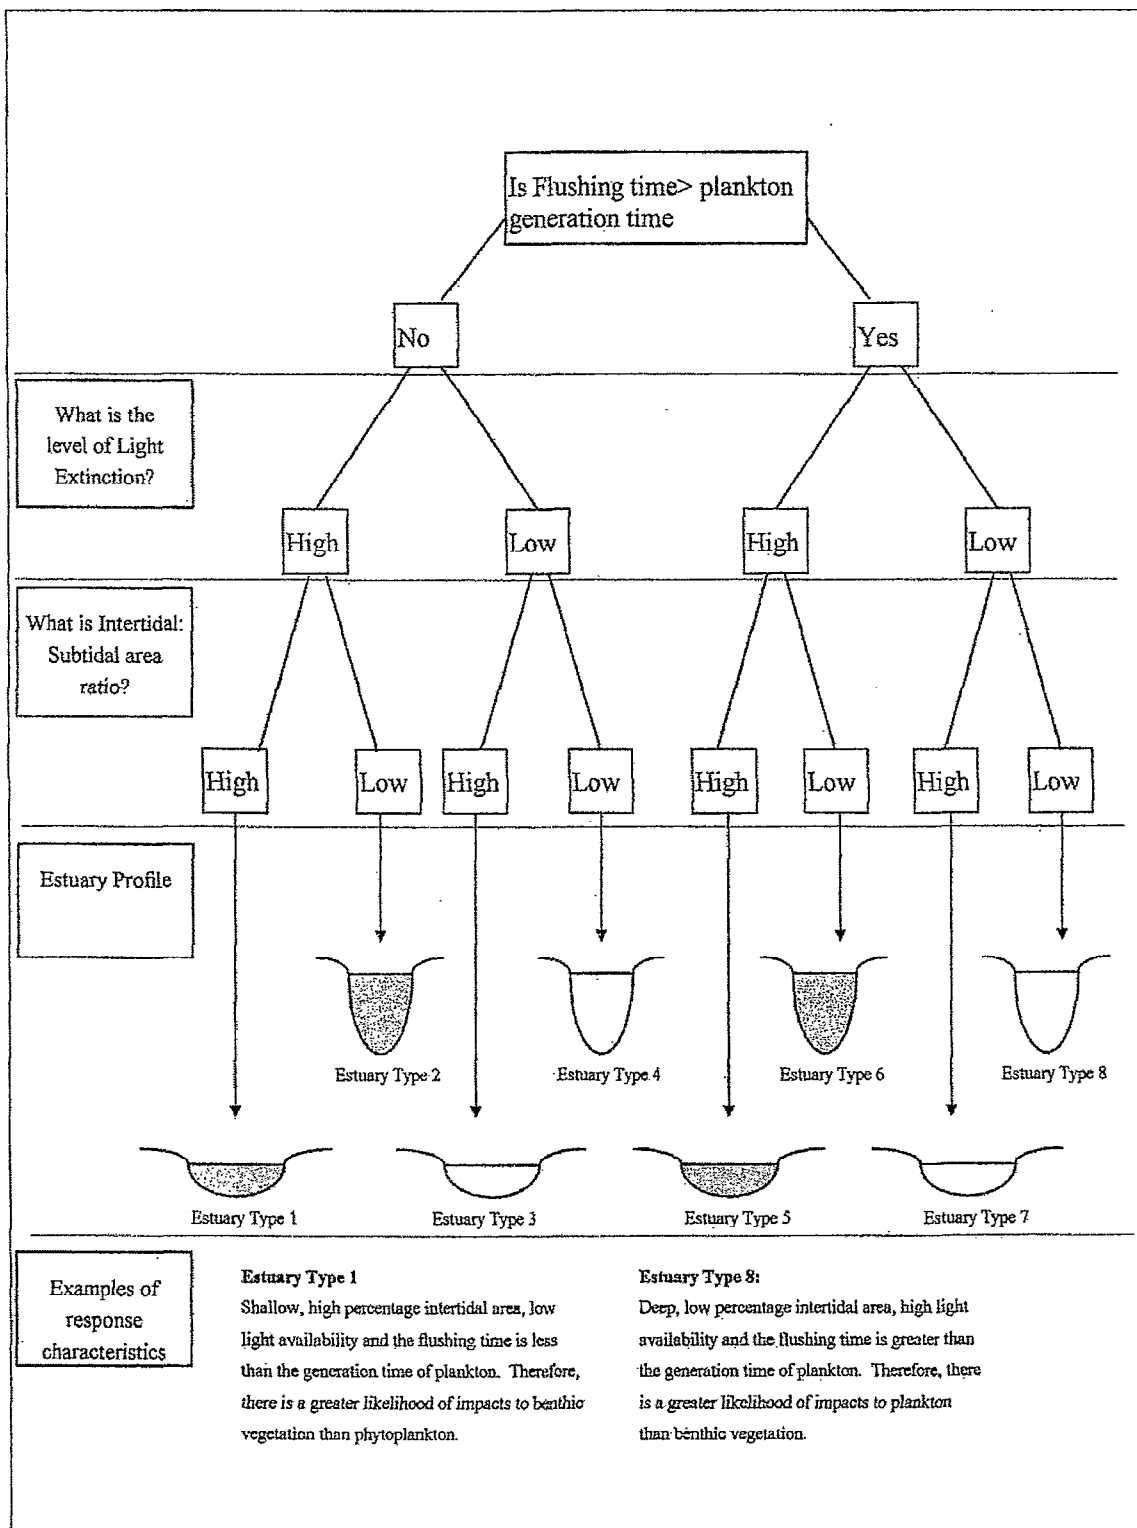 Is Flushing time> plankton
generation time
No
Yes
What is the
level of Light
Extinction?
High
Low
High
Low
What is Intertidal:
Subtidal area
ratio?
High
Low
High
Low
High
Low
High
Low
Estuary Profile
Estuary Type 2
Estuary Type 4
Estuary Type 6
Estuary Type 8
Estuary Type 1
Estuary Type 3
Estuary Type 5
Estuary Type 7
Examples of
response
characteristics
Estuary Type 1
Shallow, high percentage intertidal area, low
light availability and the flushing time is less
than the generation time of plankton. Therefore,
there is a greater likelihood of impacts to benthic
vegetation than phytoplankton.
Estuary Type 8:
Deep, low percentage intertidal area, high light
availability and the flushing time is greater than
the generation time of plankton. Therefore, there
is a greater likelihood of impacts to plankton
than benthic vegetation.